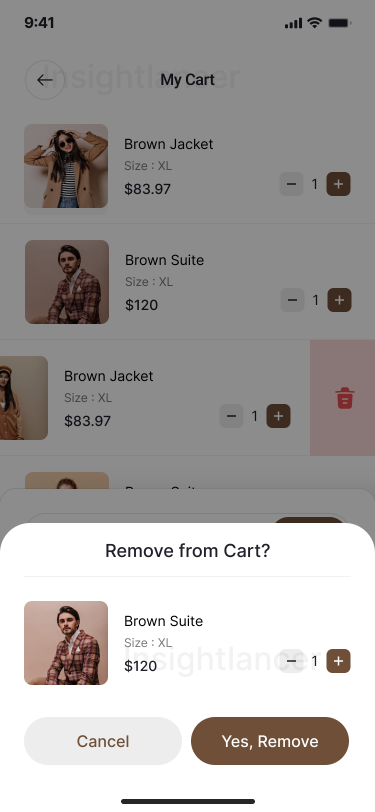 9:41
Insightlancer
My Cart
Brown Jacket
Size : XL
$83.97
1
Brown Suite
Size : XL
$120
1
Brown Jacket
Size : XL
$83.97
1
Remove from Cart?
Brown Suite
Size : XL
$120
1
Insightlancer
Cancel
Yes, Remove